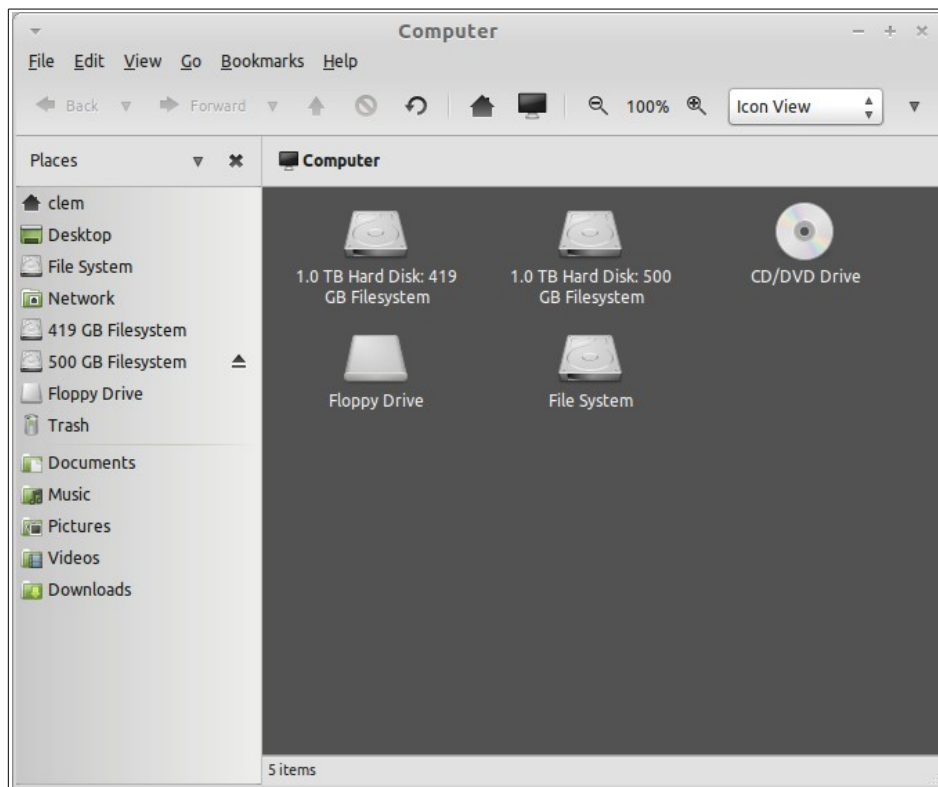 Computer
File Edit View Go Bookmarks Help
Back Forward 100% Icon View
Places
Computer
clem
Desktop
File System
Network
419 GB Filesystem
500 GB Filesystem
Floppy Drive
Trash
Documents
Music
Pictures
Videos
Downloads
1.0 TB Hard Disk: 419
GB Filesystem
1.0 TB Hard Disk: 500
GB Filesystem
CD/DVD Drive
Floppy Drive
File System
5 items